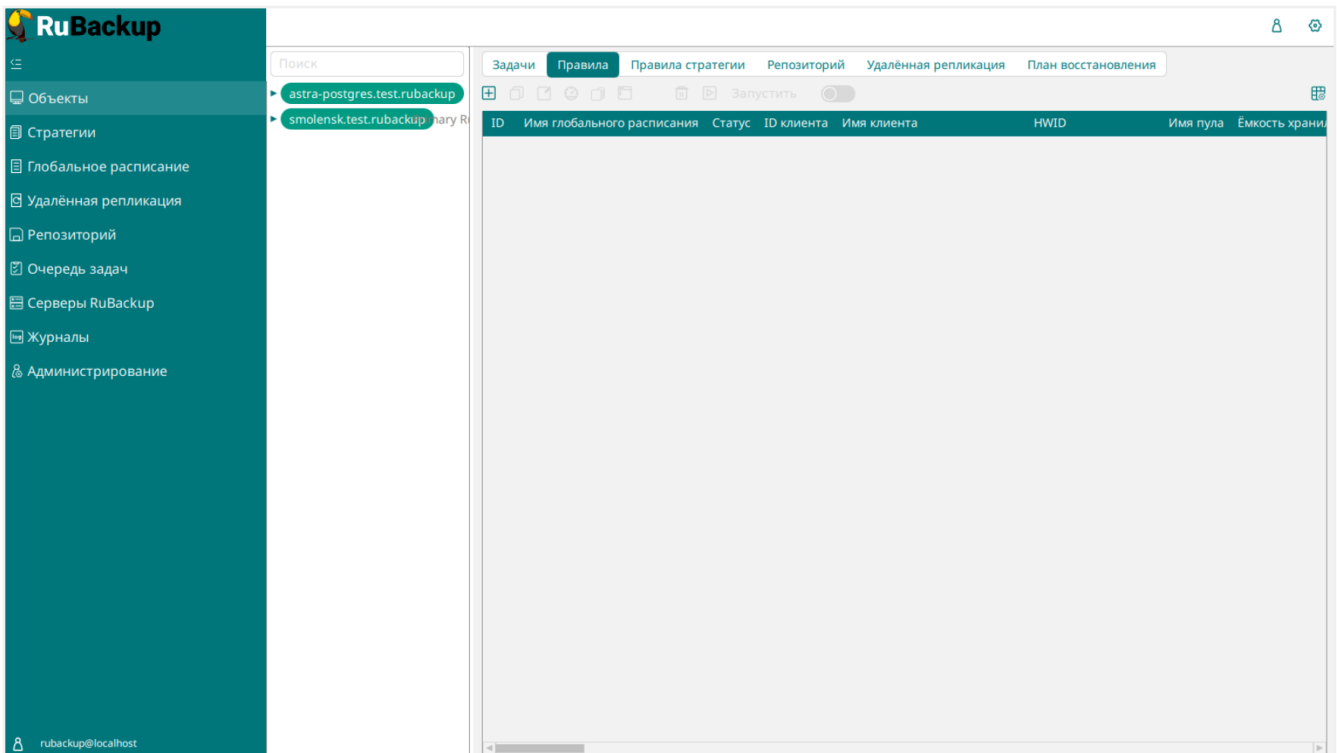 RuBackup
Объекты
Стратегии
Глобальное расписание
Удалённая репликация
Репозиторий
Очередь задач
Серверы RuBackup
Журналы
Администрирование
rubackup@localhost
Поиск
astra-postgres.test.rubackup
smolensk.test.rubackup
Задачи Правила Правила стратегии Репозиторий Удалённая репликация План восстановления
Запустить
ID Имя глобального расписания Статус ID клиента Имя клиента HWID Имя пула Ёмкость хранил